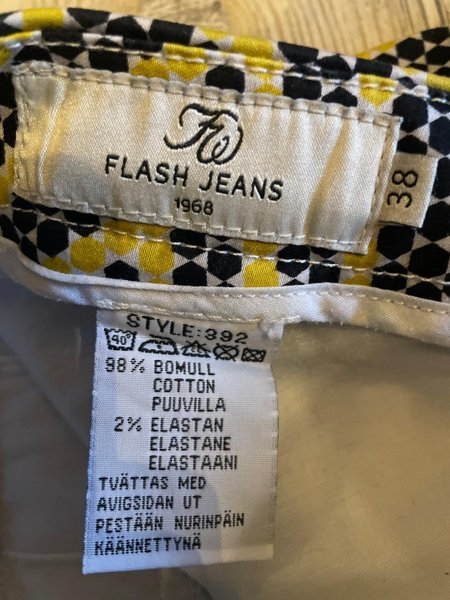 FW
FLASH JEANS
1968
38
STYLE:392
40°
98% BOMULL
COTTON
PUUVILLA
2% ELASTAN
ELASTANE
ELASTAANI
TVÄTTAS MED
AVIGSIDAN UT
PESTÄÄN NURINPÄIN
KÄÄNNETTYNÄ